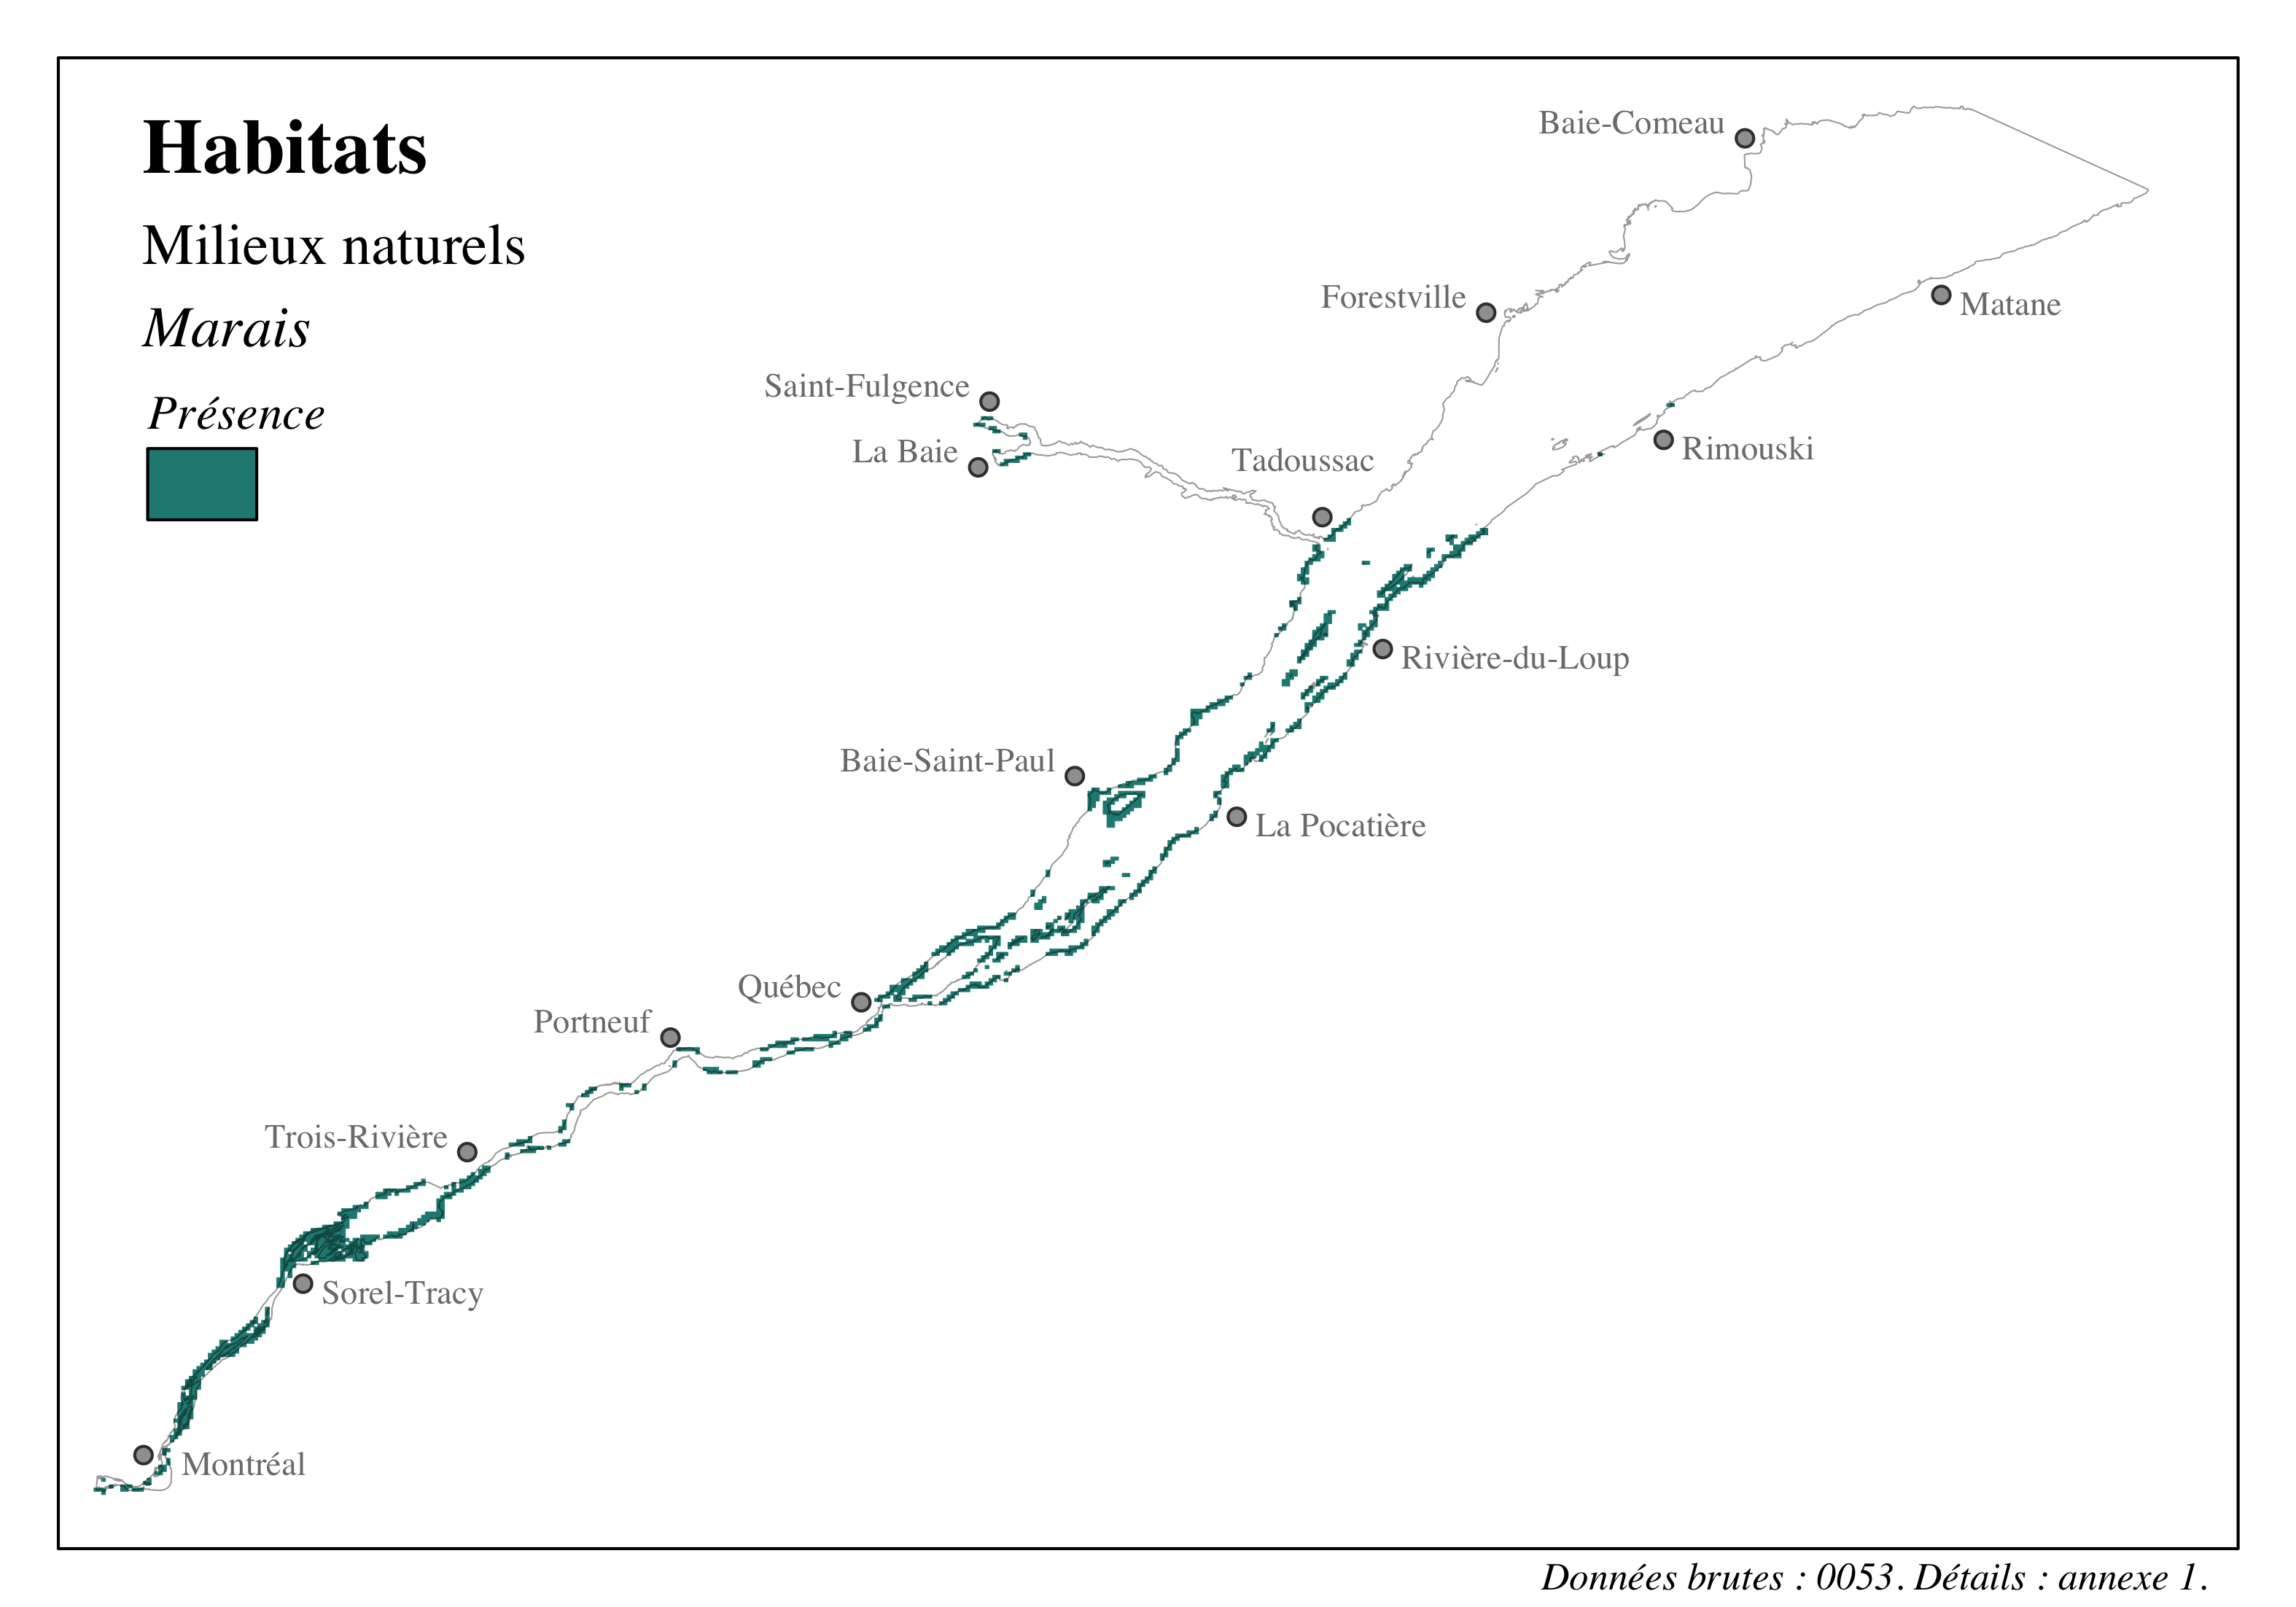 Habitats
Milieux naturels
Marais
Présence
Baie-Comeau
Forestville
Matane
Saint-Fulgence
La Baie
Tadoussac
Rimouski
Rivière-du-Loup
Baie-Saint-Paul
La Pocatière
Québec
Portneuf
Trois-Rivière
Sorel-Tracy
Montréal
Données brutes : 0053. Détails : annexe 1.